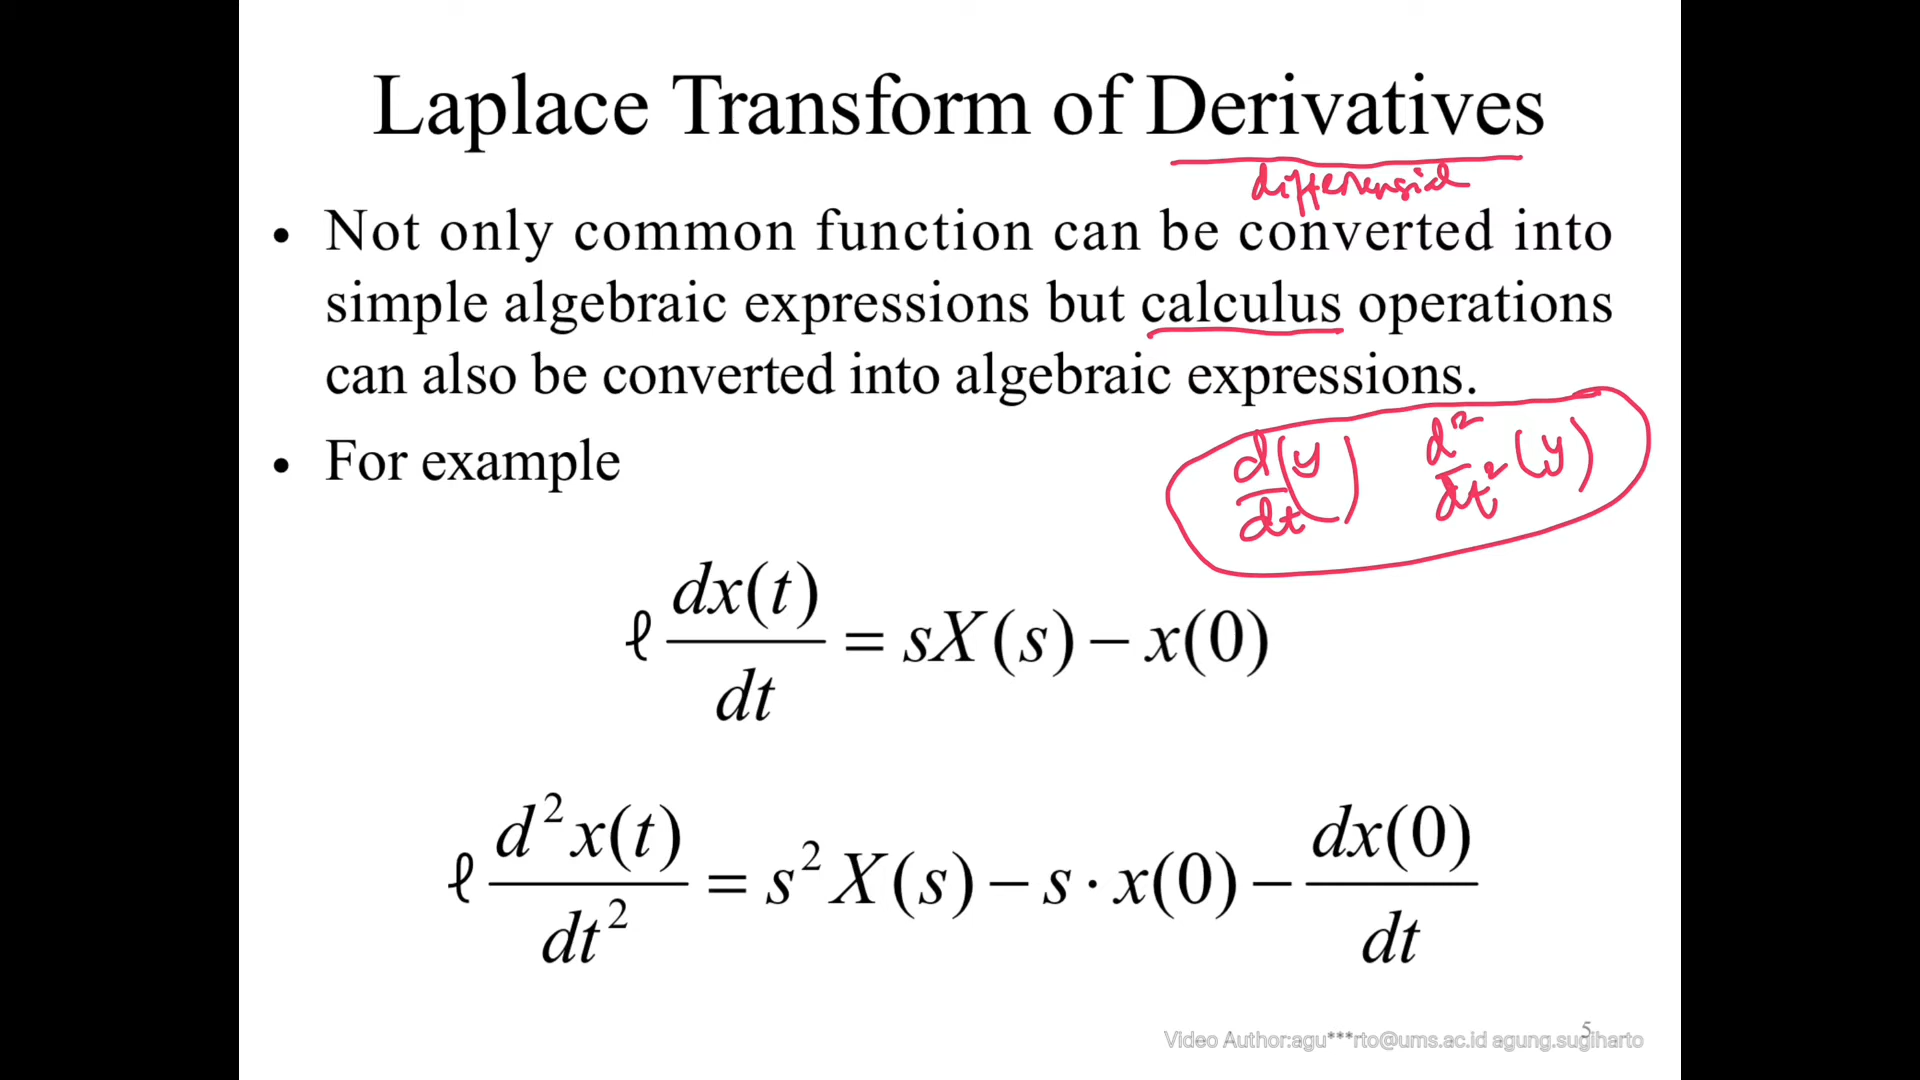 Laplace Transform of Derivatives
differensial
• Not only common function can be converted into
simple algebraic expressions but calculus operations
can also be converted into algebraic expressions.
• For example
d/dt (y) d²/dt² (y)
ℓ dx(t)/dt = sX(s) − x(0)
ℓ d²x(t)/dt² = s²X(s) − s · x(0) − dx(0)/dt
5
Video Author:agu***rto@ums.ac.id agung.sugiharto